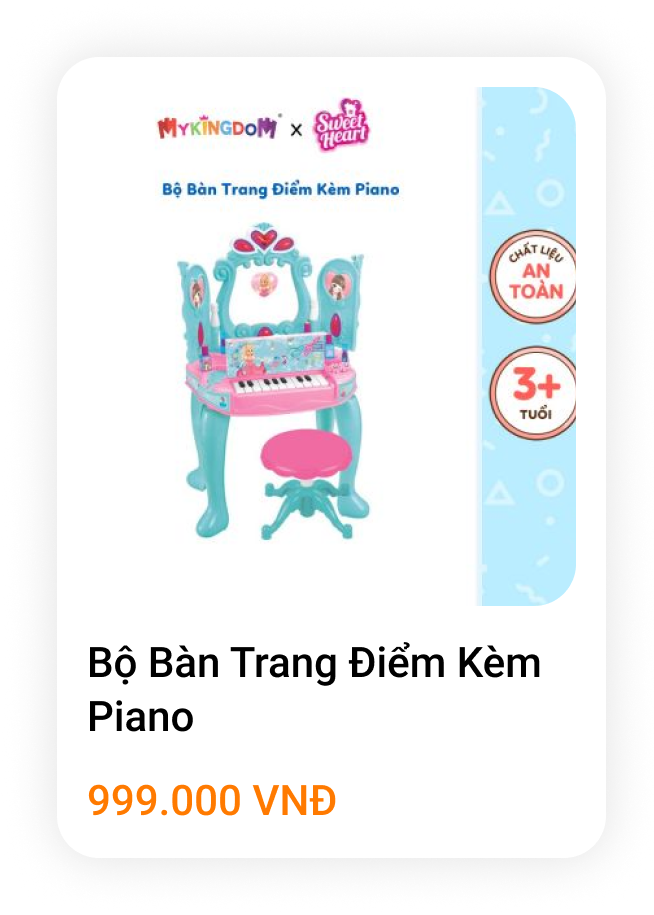 MYKINGDOM x Sweet Heart
Bộ Bàn Trang Điểm Kèm Piano
CHẤT LIỆU
AN
TOÀN
3+
TUỔI
Bộ Bàn Trang Điểm Kèm
Piano
999.000 VNĐ